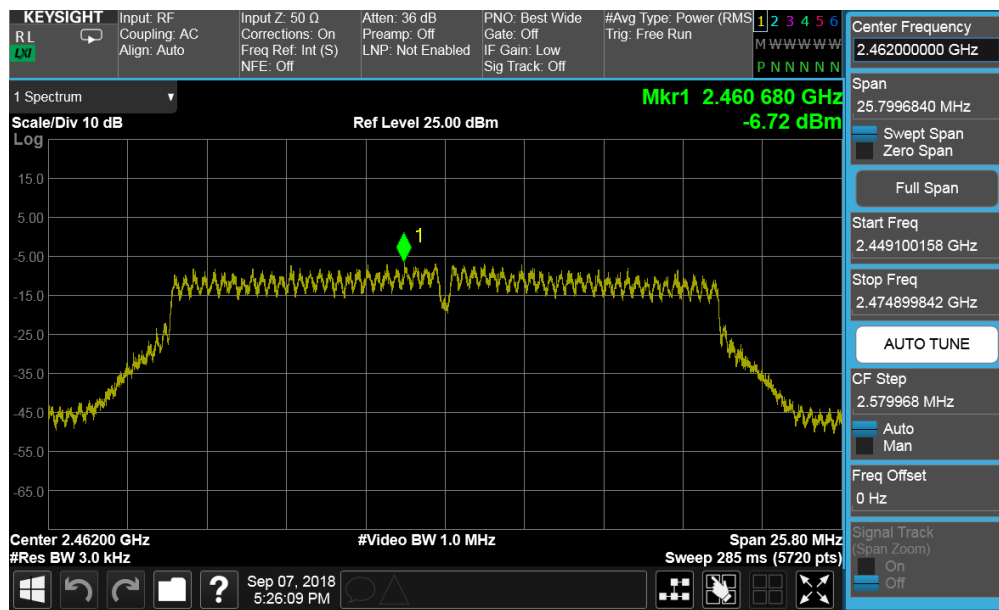 KEYSIGHT
RL
LXI
Input: RF
Coupling: AC
Align: Auto
Input Z: 50 Ω
Corrections: On
Freq Ref: Int (S)
NFE: Off
Atten: 36 dB
Preamp: Off
LNP: Not Enabled
PNO: Best Wide
Gate: Off
IF Gain: Low
Sig Track: Off
#Avg Type: Power (RMS
Trig: Free Run
1 2 3 4 5 6
M W W W W W
P N N N N N
1 Spectrum
Scale/Div 10 dB
Log
Ref Level 25.00 dBm
Mkr1 2.460 680 GHz
-6.72 dBm
15.0
5.00
-5.00
-15.0
-25.0
-35.0
-45.0
-55.0
-65.0
1
Center 2.46200 GHz
#Res BW 3.0 kHz
#Video BW 1.0 MHz
Span 25.80 MHz
Sweep 285 ms (5720 pts)
Center Frequency
2.462000000 GHz
Span
25.7996840 MHz
Swept Span
Zero Span
Full Span
Start Freq
2.449100158 GHz
Stop Freq
2.474899842 GHz
AUTO TUNE
CF Step
2.579968 MHz
Auto
Man
Freq Offset
0 Hz
Signal Track
(Span Zoom)
On
Off
?
Sep 07, 2018
5:26:09 PM